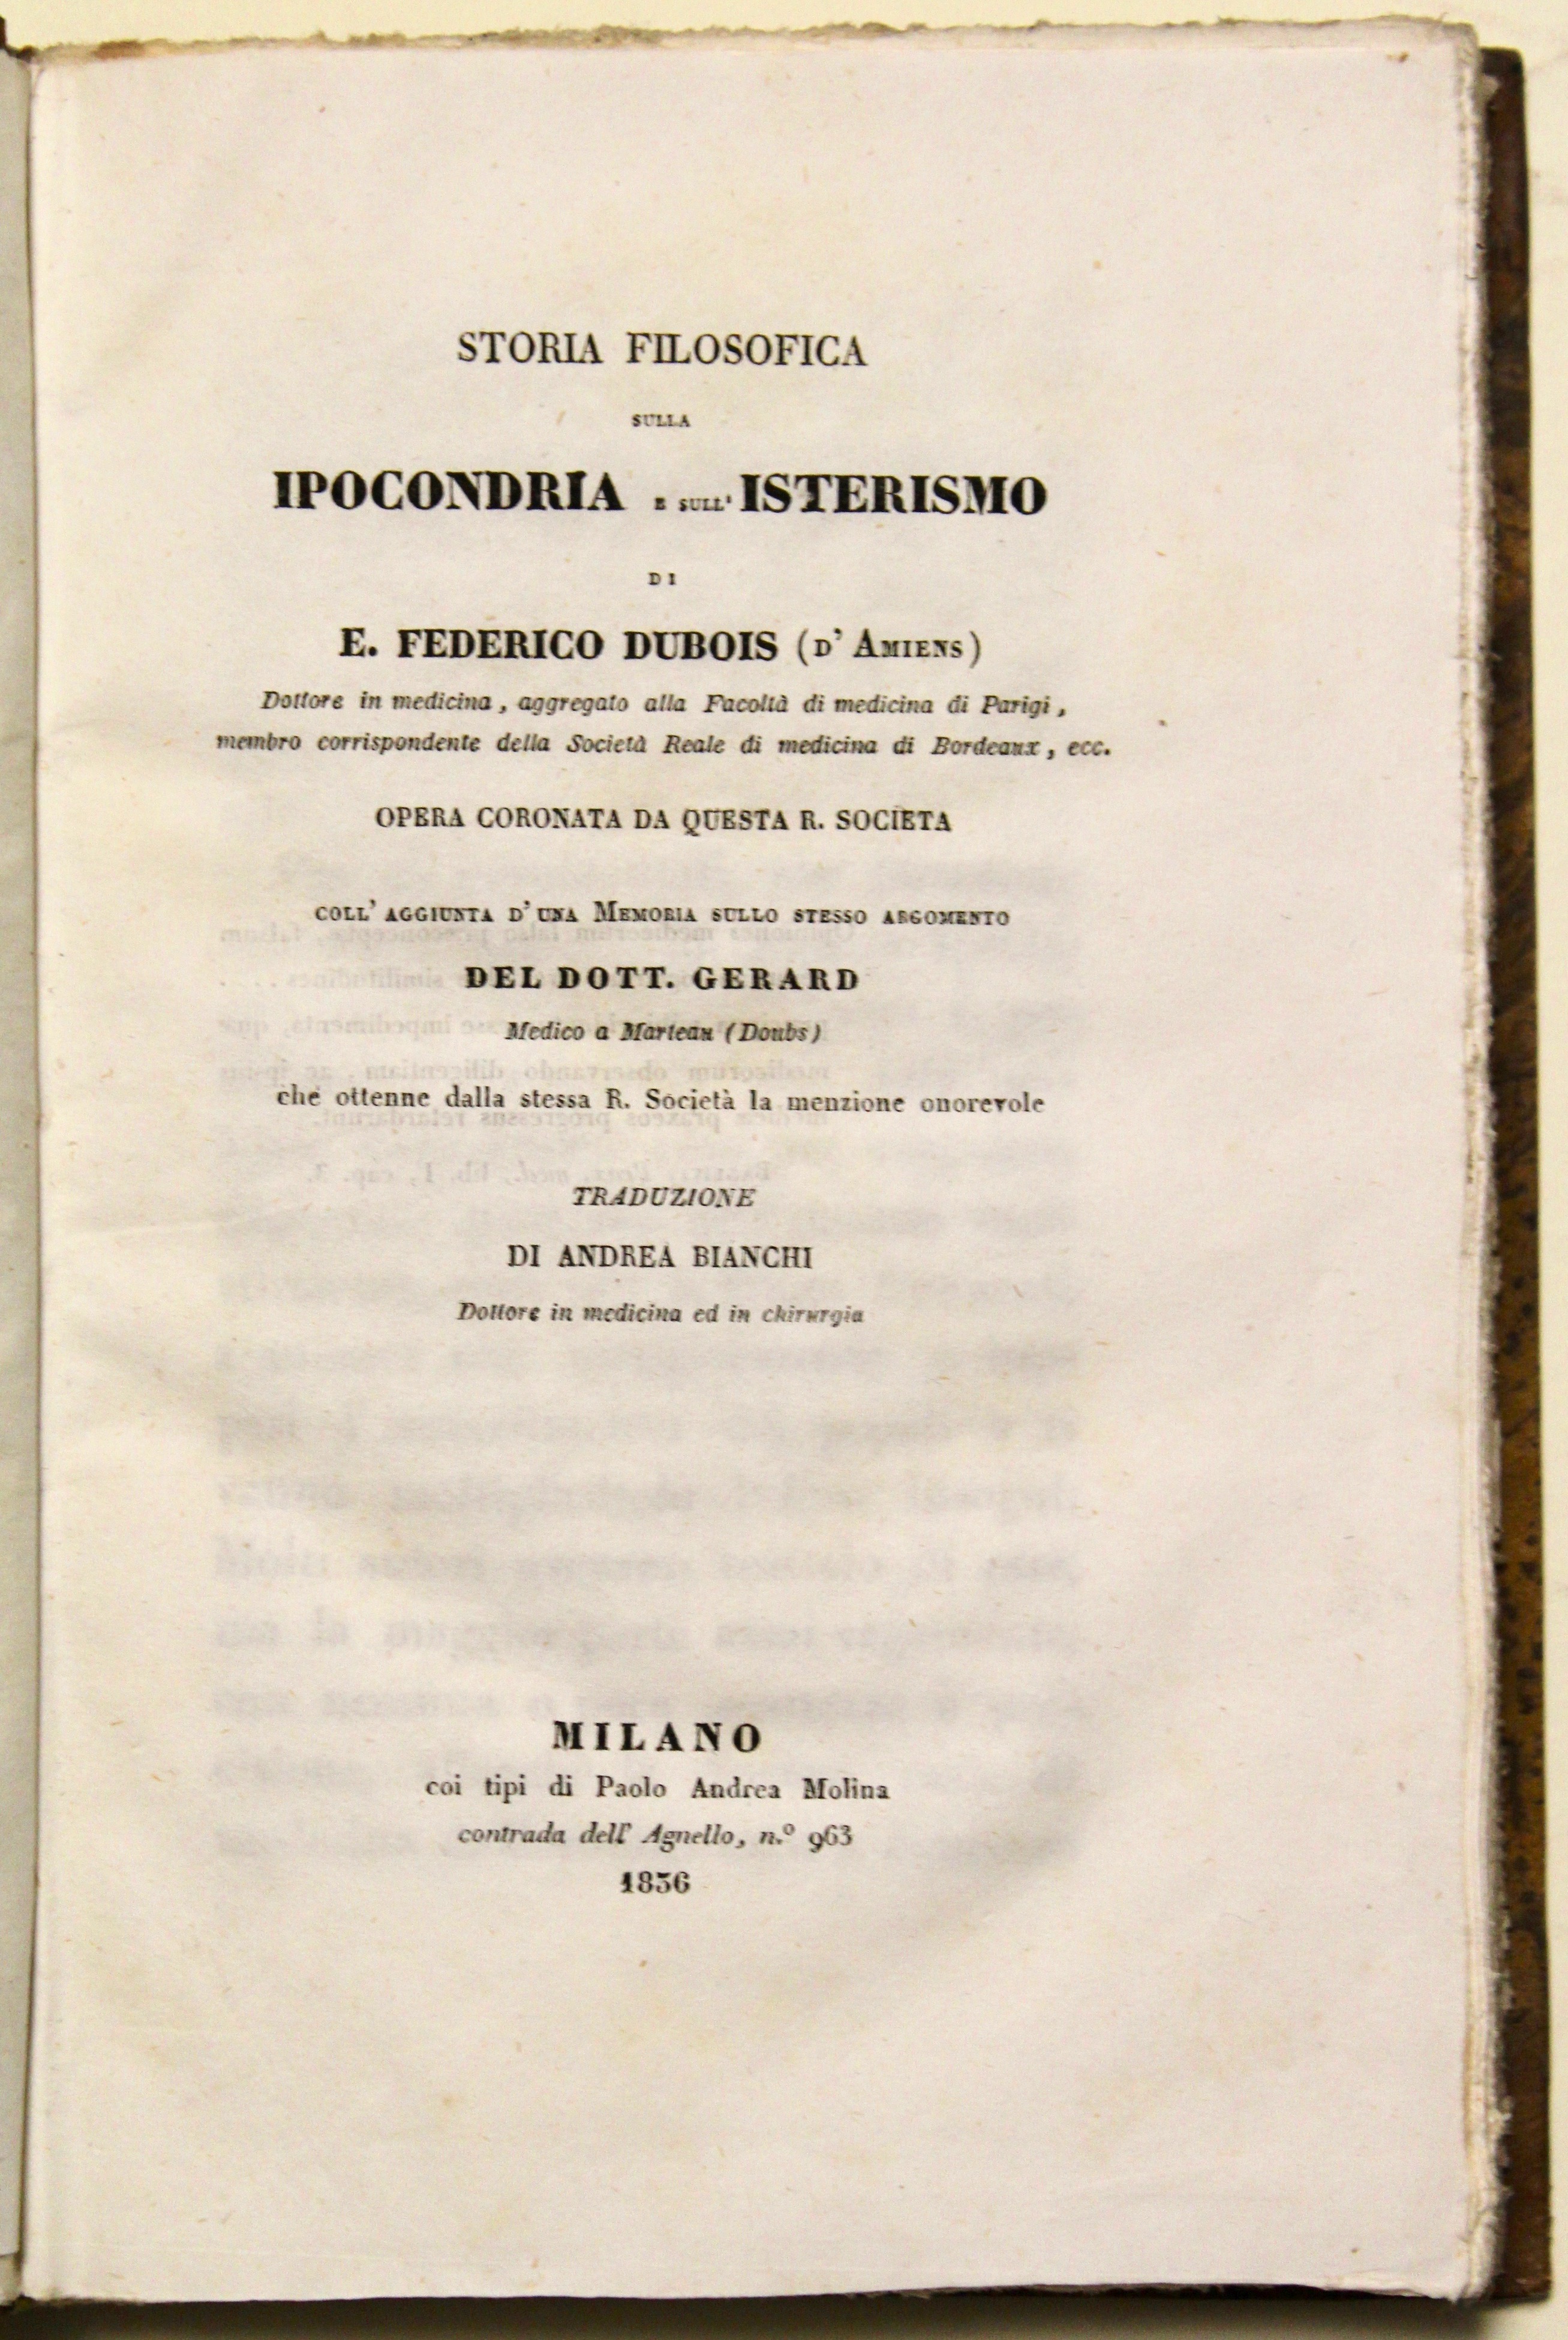 STORIA FILOSOFICA
SULLA
IPOCONDRIA E SULL' ISTERISMO
DI
E. FEDERICO DUBOIS (D' AMIENS)
Dottore in medicina, aggregato alla Facoltà di medicina di Parigi,
membro corrispondente della Società Reale di medicina di Bordeaux, ecc.
OPERA CORONATA DA QUESTA R. SOCIETA
COLL' AGGIUNTA D' UNA MEMORIA SULLO STESSO ARGOMENTO
DEL DOTT. GERARD
Medico a Marteau (Doubs)
che ottenne dalla stessa R. Società la menzione onorevole
TRADUZIONE
DI ANDREA BIANCHI
Dottore in medicina ed in chirurgia
MILANO
coi tipi di Paolo Andrea Molina
contrada dell' Agnello, n.° 963
1836